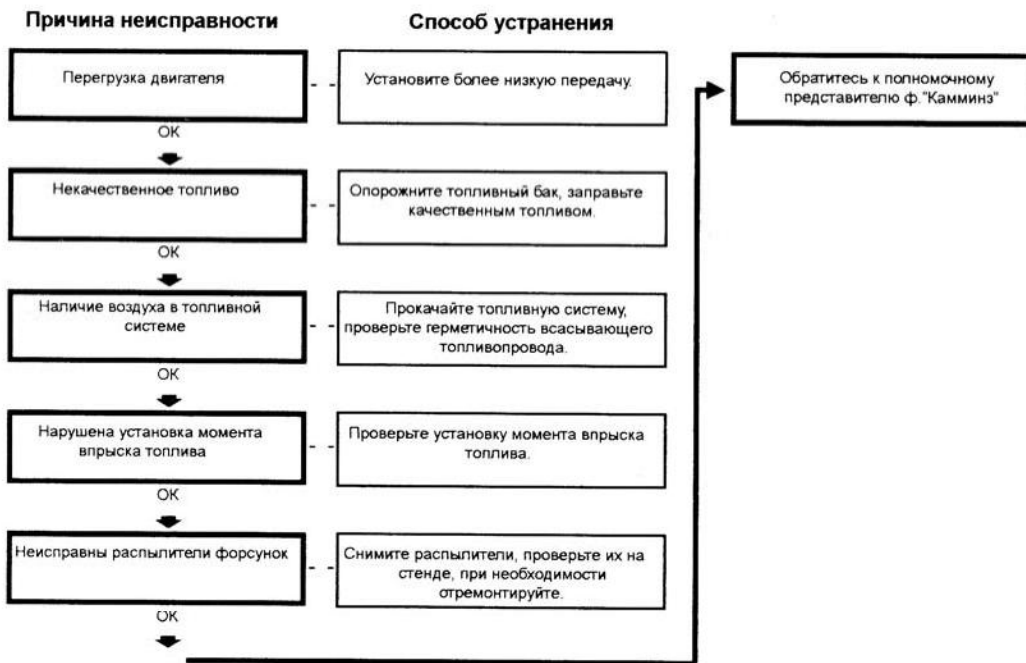 Причина неисправности
Способ устранения
Перегрузка двигателя
Установите более низкую передачу.
Обратитесь к полномочному
представителю ф."Камминз"
ОК
Некачественное топливо
Опорожните топливный бак, заправьте
качественным топливом.
ОК
Наличие воздуха в топливной
системе
Прокачайте топливную систему,
проверьте герметичность всасывающего
топливопровода.
ОК
Нарушена установка момента
впрыска топлива
Проверьте установку момента впрыска
топлива.
ОК
Неисправны распылители форсунок
Снимите распылители, проверьте их на
стенде, при необходимости
отремонтируйте.
ОК